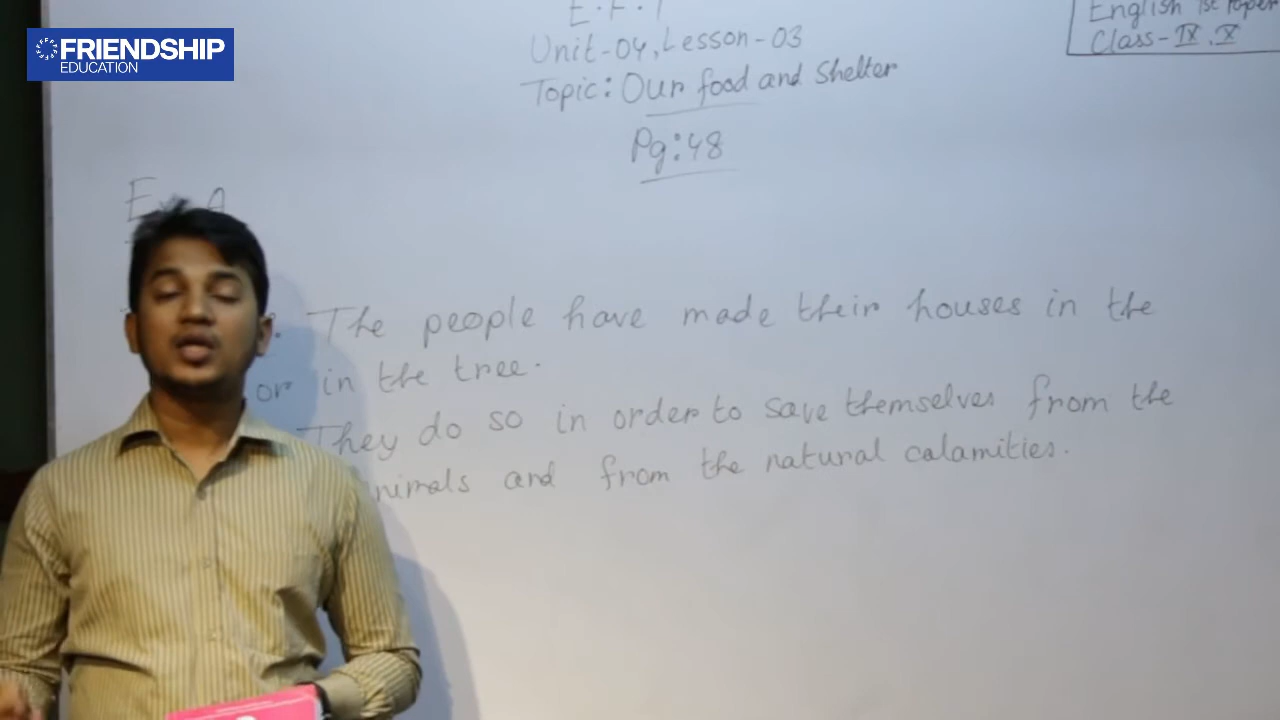 FRIENDSHIP
EDUCATION
E.F.T
English 1st Paper
Class-IX,X
Unit-04,Lesson-03
Topic: Our food and Shelter
Pg:48
Ex A
The people have made their houses in the
or in the tree.
They do so in order to save themselves from the
nimals and from the natural calamities.